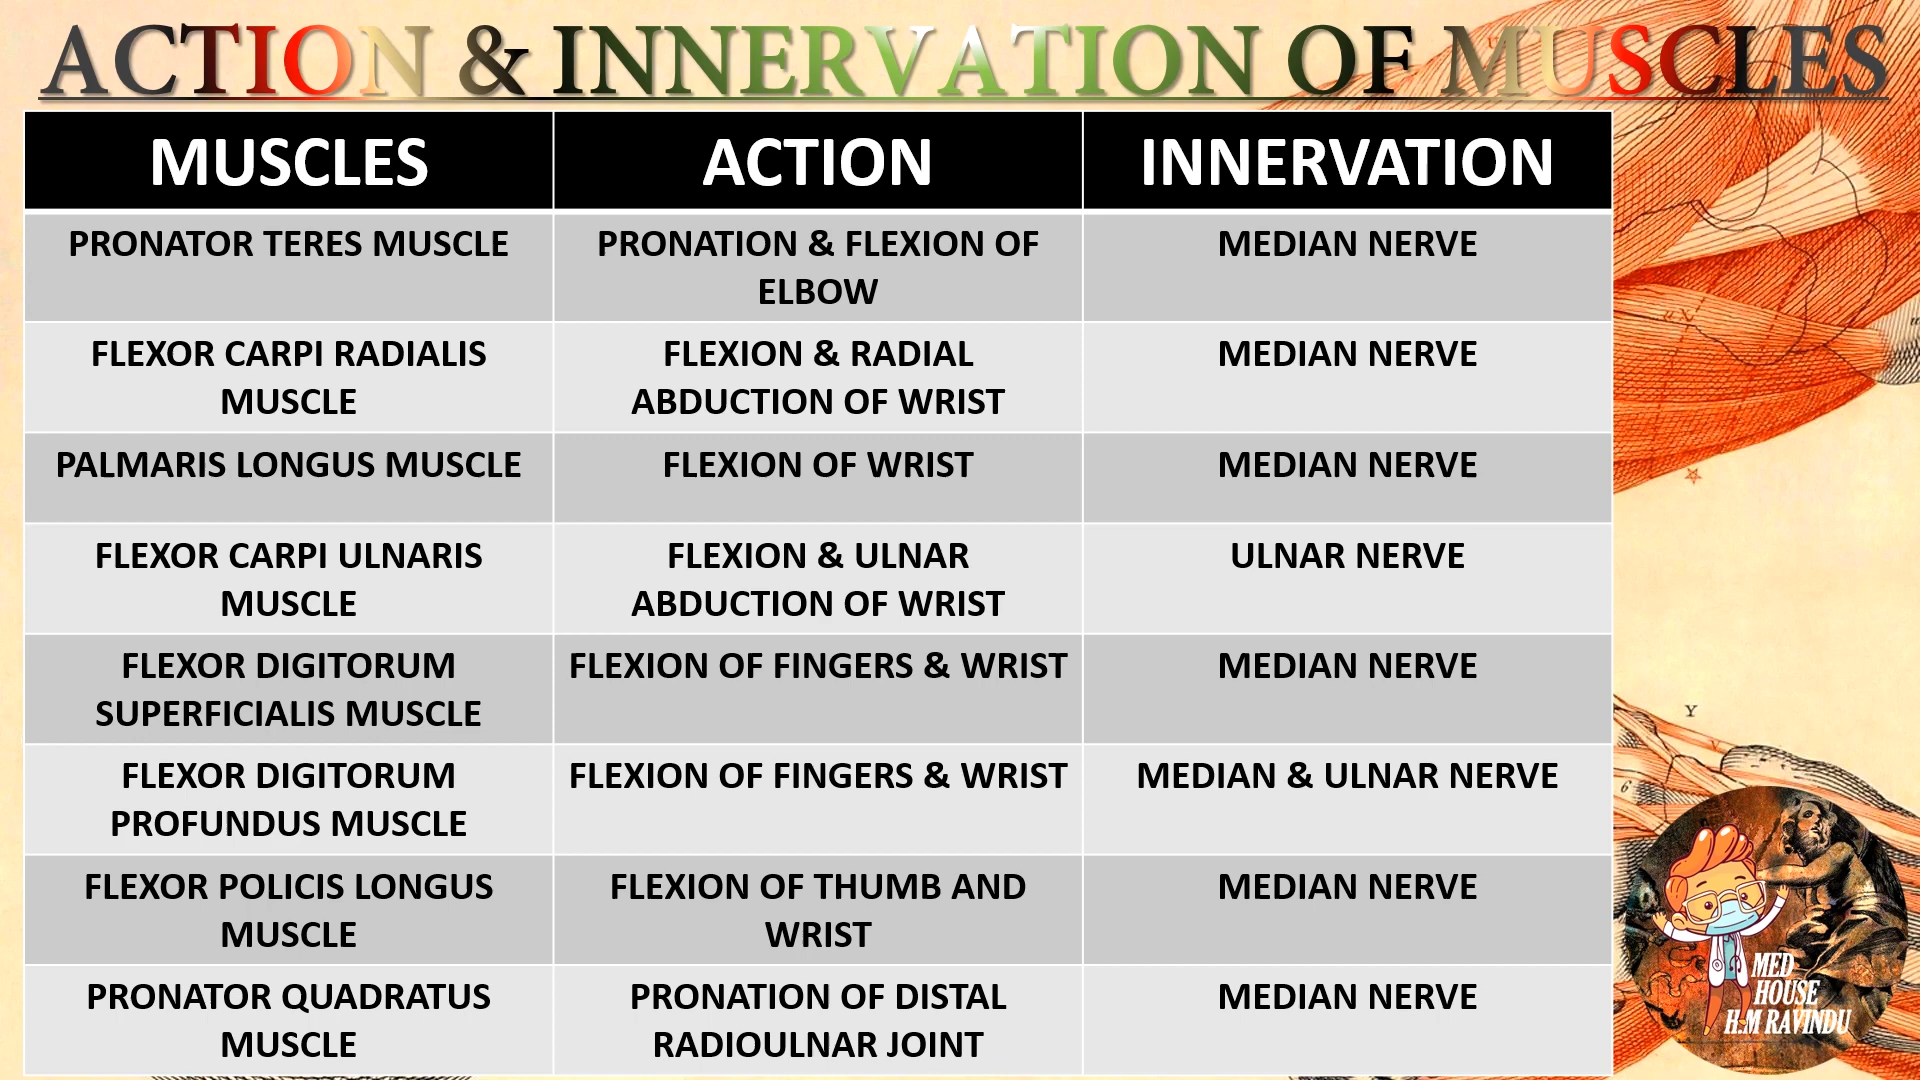 ACTION & INNERVATION OF MUSCLES
MUSCLES
ACTION
INNERVATION
PRONATOR TERES MUSCLE
PRONATION & FLEXION OF
ELBOW
MEDIAN NERVE
FLEXOR CARPI RADIALIS
MUSCLE
FLEXION & RADIAL
ABDUCTION OF WRIST
MEDIAN NERVE
PALMARIS LONGUS MUSCLE
FLEXION OF WRIST
MEDIAN NERVE
FLEXOR CARPI ULNARIS
MUSCLE
FLEXION & ULNAR
ABDUCTION OF WRIST
ULNAR NERVE
FLEXOR DIGITORUM
SUPERFICIALIS MUSCLE
FLEXION OF FINGERS & WRIST
MEDIAN NERVE
FLEXOR DIGITORUM
PROFUNDUS MUSCLE
FLEXION OF FINGERS & WRIST
MEDIAN & ULNAR NERVE
FLEXOR POLICIS LONGUS
MUSCLE
FLEXION OF THUMB AND
WRIST
MEDIAN NERVE
PRONATOR QUADRATUS
MUSCLE
PRONATION OF DISTAL
RADIOULNAR JOINT
MEDIAN NERVE
Y
MED
HOUSE
H.M RAVINDU